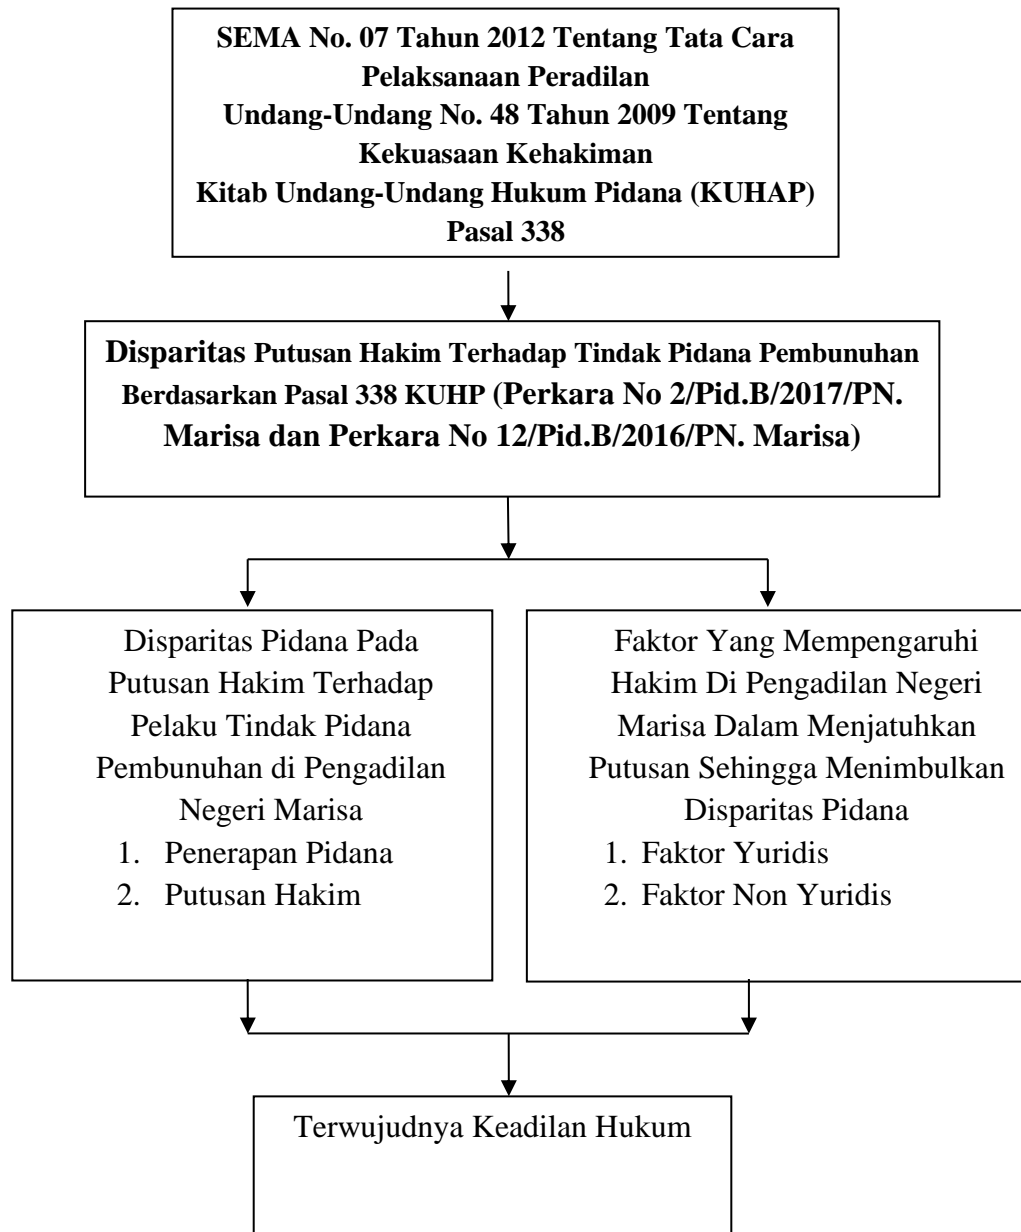 SEMA No. 07 Tahun 2012 Tentang Tata Cara
Pelaksanaan Peradilan
Undang-Undang No. 48 Tahun 2009 Tentang
Kekuasaan Kehakiman
Kitab Undang-Undang Hukum Pidana (KUHAP)
Pasal 338
Disparitas Putusan Hakim Terhadap Tindak Pidana Pembunuhan
Berdasarkan Pasal 338 KUHP (Perkara No 2/Pid.B/2017/PN.
Marisa dan Perkara No 12/Pid.B/2016/PN. Marisa)
Disparitas Pidana Pada
Putusan Hakim Terhadap
Pelaku Tindak Pidana
Pembunuhan di Pengadilan
Negeri Marisa
1. Penerapan Pidana
2. Putusan Hakim
Faktor Yang Mempengaruhi
Hakim Di Pengadilan Negeri
Marisa Dalam Menjatuhkan
Putusan Sehingga Menimbulkan
Disparitas Pidana
1. Faktor Yuridis
2. Faktor Non Yuridis
Terwujudnya Keadilan Hukum